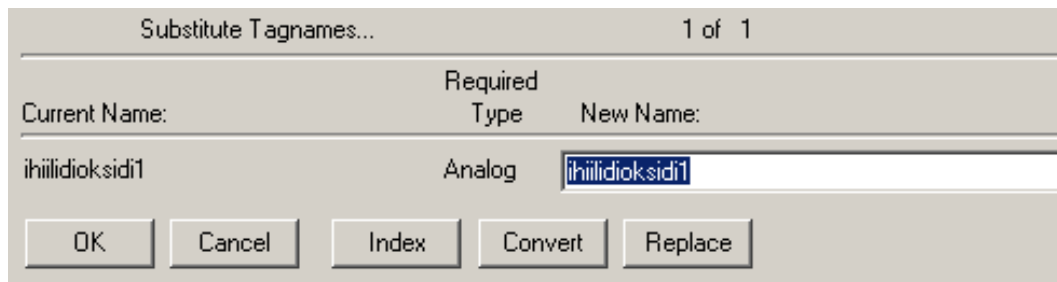 Substitute Tagnames... 1 of 1
Required
Current Name: Type New Name:
ihiilidioksidi1 Analog ihiilidioksidi1
OK Cancel Index Convert Replace